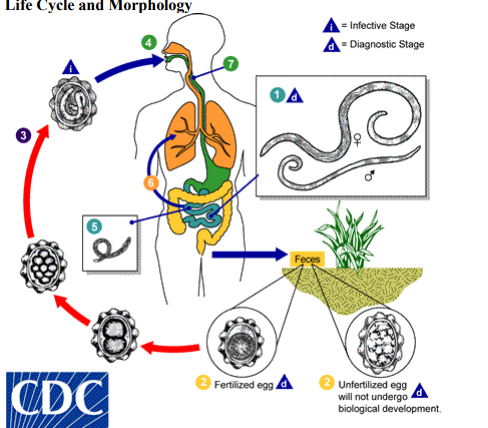 Life Cycle and Morphology
i = Infective Stage
d = Diagnostic Stage
4
7
i
1 d
3
♀
♂
6
5
Feces
2 Fertilized egg d
2 Unfertilized egg
will not undergo d
biological development.
CDC